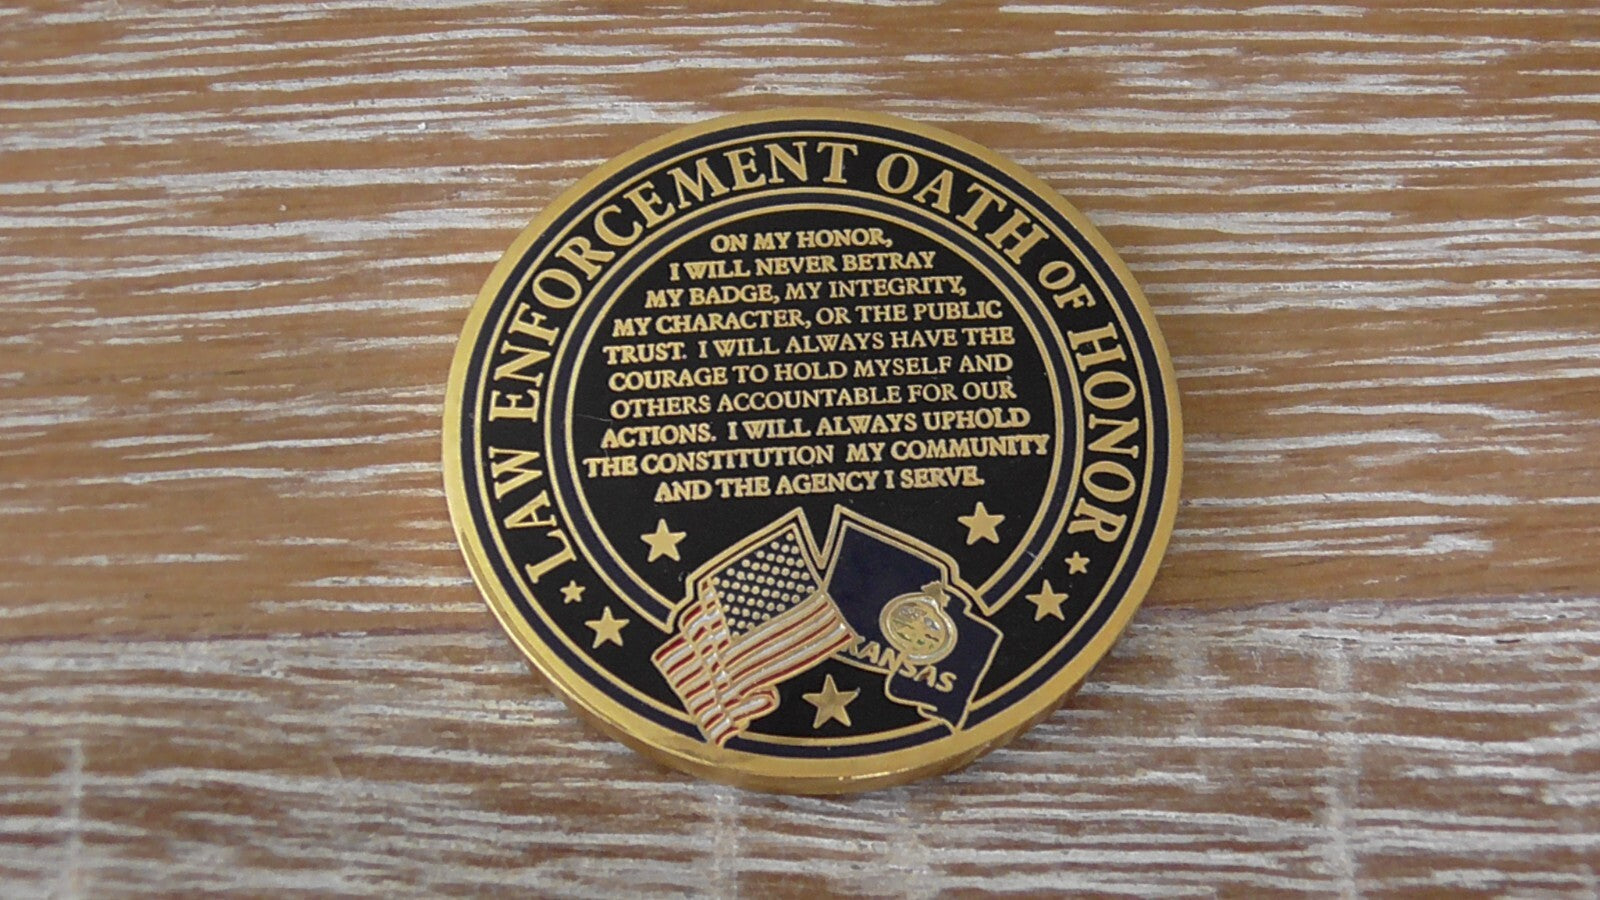 LAW ENFORCEMENT OATH OF HONOR
ON MY HONOR,
I WILL NEVER BETRAY
MY BADGE, MY INTEGRITY,
MY CHARACTER, OR THE PUBLIC
TRUST. I WILL ALWAYS HAVE THE
COURAGE TO HOLD MYSELF AND
OTHERS ACCOUNTABLE FOR OUR
ACTIONS. I WILL ALWAYS UPHOLD
THE CONSTITUTION MY COMMUNITY
AND THE AGENCY I SERVE.
KANSAS